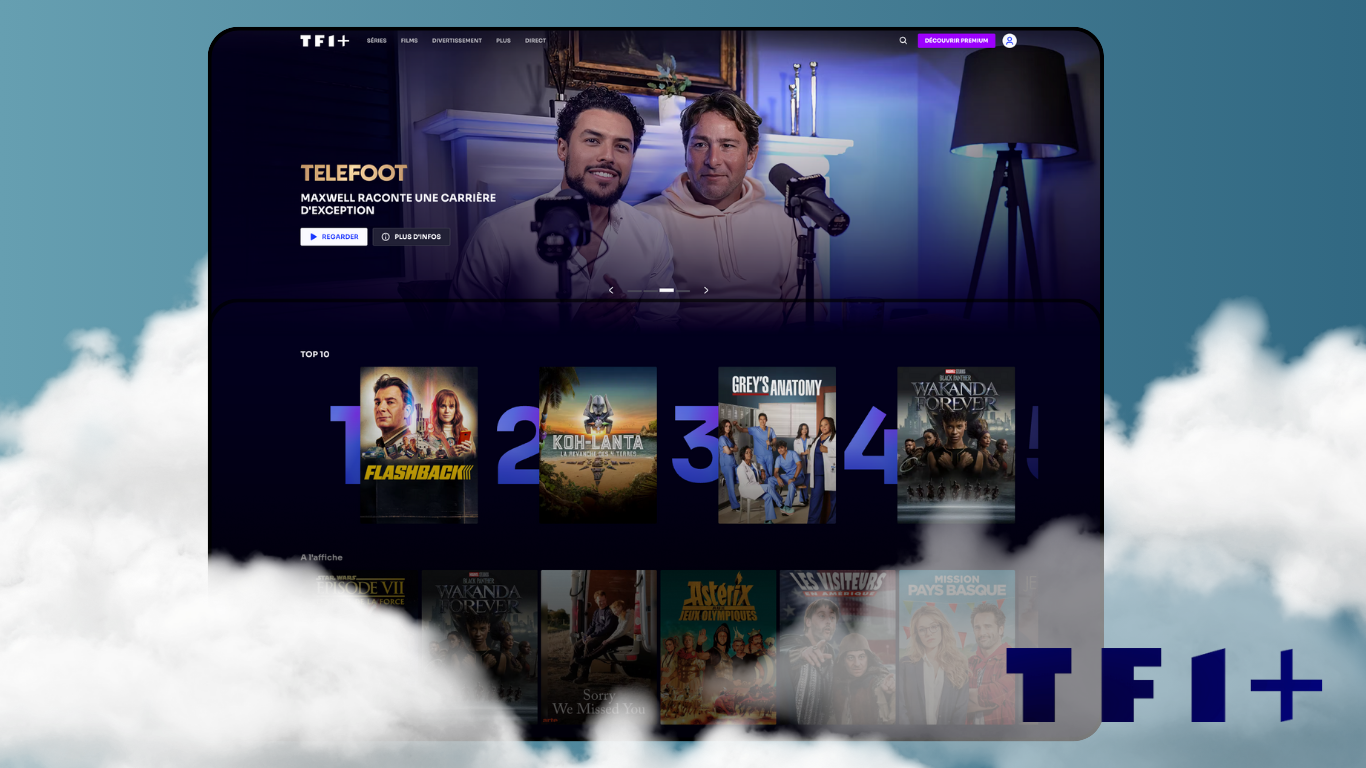 TF1+
SÉRIES
FILMS
DIVERTISSEMENT
PLUS
DIRECT
DÉCOUVRIR PREMIUM
TELEFOOT
MAXWELL RACONTE UNE CARRIÈRE
D'EXCEPTION
REGARDER
PLUS D'INFOS
TOP 10
1
FLASHBACK
2
KOH-LANTA
LA REVANCHE DES 4 TERRES
3
GREY'S ANATOMY
4
MARVEL STUDIOS
BLACK PANTHER
WAKANDA
FOREVER
A l'affiche
STAR WARS
EPISODE VII
FORCE
BLACK PANTHER
WAKANDA
FOREVER
Sorry
We Missed You
Astérix
AUX
JEUX OLYMPIQUES
LES VISITEURS
EN AMÉRIQUE
MISSION
PAYS BASQUE
TF1+